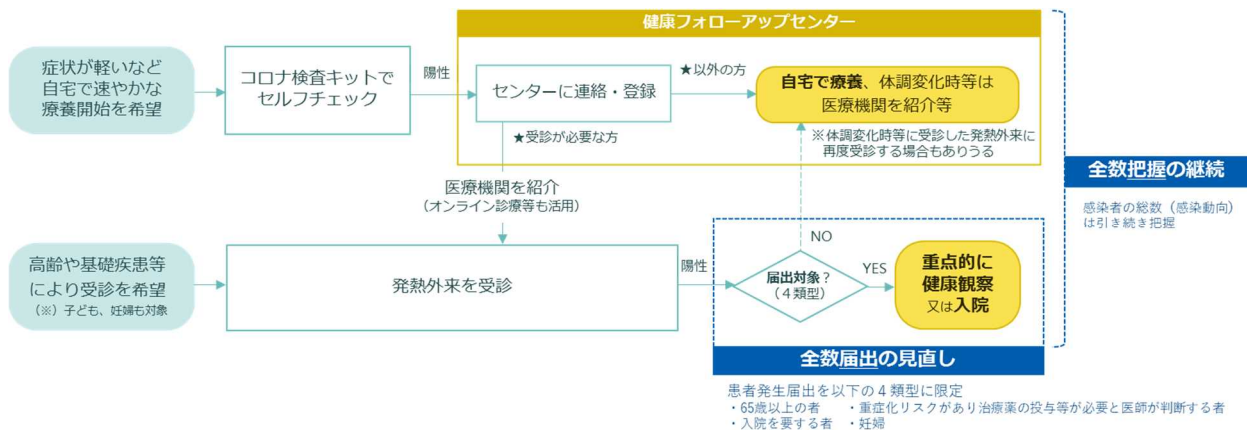 健康フォローアップセンター
症状が軽いなど
自宅で速やかな
療養開始を希望
コロナ検査キットで
セルフチェック
陽性
センターに連絡・登録
★以外の方
自宅で療養、体調変化時等は
医療機関を紹介等
※体調変化時等に受診した発熱外来に
再度受診する場合もありうる
★受診が必要な方
医療機関を紹介
（オンライン診療等も活用）
全数把握の継続
感染者の総数（感染動向）
は引き続き把握
高齢や基礎疾患等
により受診を希望
（※）子ども、妊婦も対象
発熱外来を受診
陽性
届出対象？
（４類型）
NO
YES
重点的に
健康観察
又は入院
全数届出の見直し
患者発生届出を以下の４類型に限定
・65歳以上の者　・重症化リスクがあり治療薬の投与等が必要と医師が判断する者
・入院を要する者　・妊婦